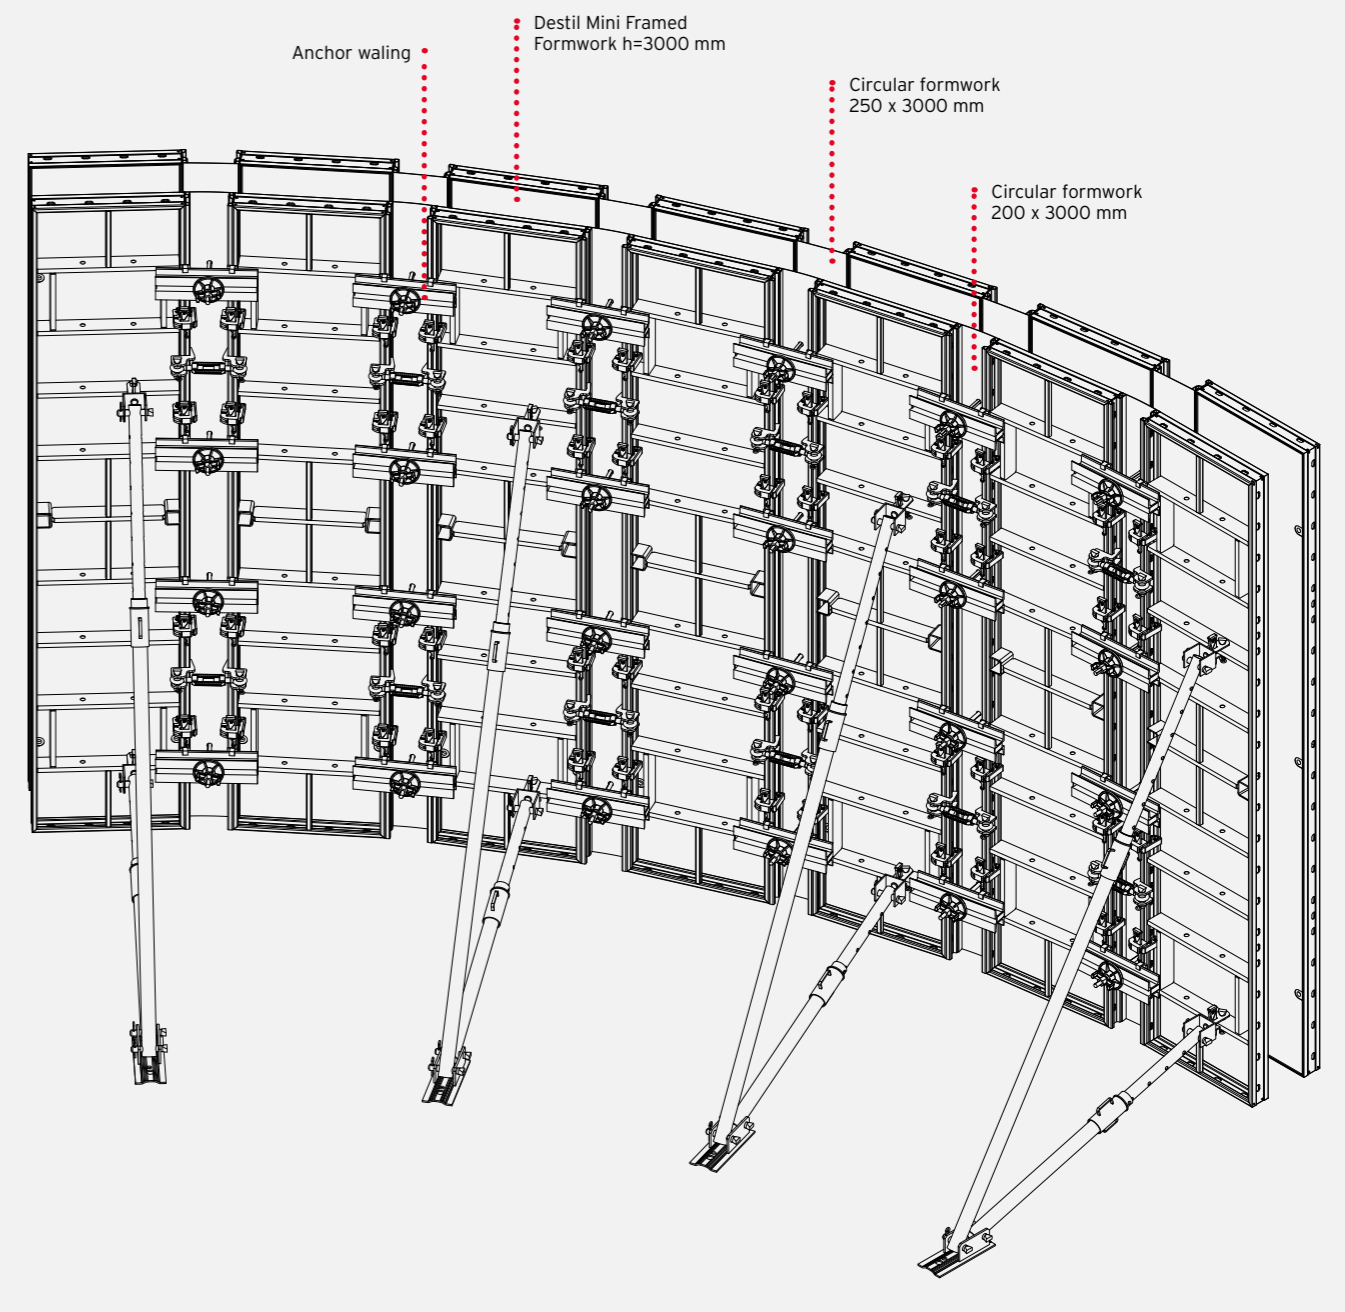 Destil Mini Framed
Formwork h=3000 mm
Anchor waling
Circular formwork
250 x 3000 mm
Circular formwork
200 x 3000 mm